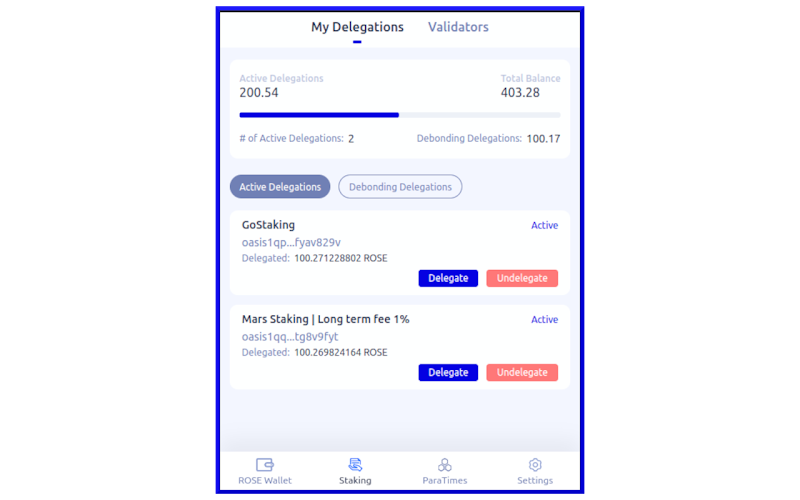 My Delegations Validators
Active Delegations Total Balance
200.54 403.28
# of Active Delegations: 2 Debonding Delegations: 100.17
Active Delegations Debonding Delegations
GoStaking Active
oasis1qp...fyav829v
Delegated: 100.271228802 ROSE
Delegate Undelegate
Mars Staking | Long term fee 1% Active
oasis1qq...tg8v9fyt
Delegated: 100.269824164 ROSE
Delegate Undelegate
ROSE Wallet Staking ParaTimes Settings